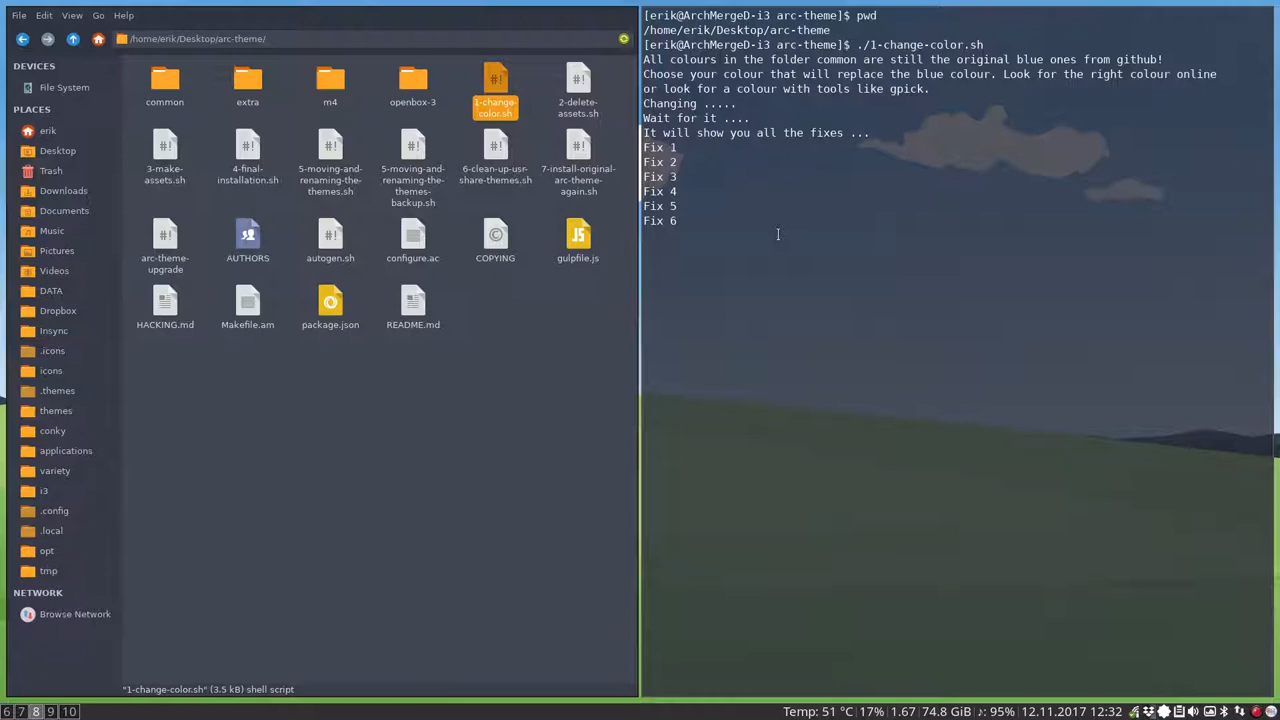 File Edit View Go Help
/home/erik/Desktop/arc-theme/
DEVICES
File System
PLACES
erik
Desktop
Trash
Downloads
Documents
Music
Pictures
Videos
DATA
Dropbox
Insync
.icons
icons
.themes
themes
conky
applications
variety
i3
.config
.local
opt
tmp
NETWORK
Browse Network
common
extra
m4
openbox-3
1-change-
color.sh
2-delete-
assets.sh
3-make-
assets.sh
4-final-
installation.sh
5-moving-and-
renaming-the-
themes.sh
5-moving-and-
renaming-the-
themes-
backup.sh
6-clean-up-usr-
share-themes.sh
7-install-original-
arc-theme-
again.sh
arc-theme-
upgrade
AUTHORS
autogen.sh
configure.ac
COPYING
gulpfile.js
HACKING.md
Makefile.am
package.json
README.md
"1-change-color.sh" (3.5 kB) shell script
[erik@ArchMergeD-i3 arc-theme]$ pwd
/home/erik/Desktop/arc-theme
[erik@ArchMergeD-i3 arc-theme]$ ./1-change-color.sh
All colours in the folder common are still the original blue ones from github!
Choose your colour that will replace the blue colour. Look for the right colour online
or look for a colour with tools like gpick.
Changing .....
Wait for it ....
It will show you all the fixes ...
Fix 1
Fix 2
Fix 3
Fix 4
Fix 5
Fix 6
6 7 8 9 10
Temp: 51 °C | 17% | 1.67 | 74.8 GiB | ♪: 95% | 12.11.2017 12:32